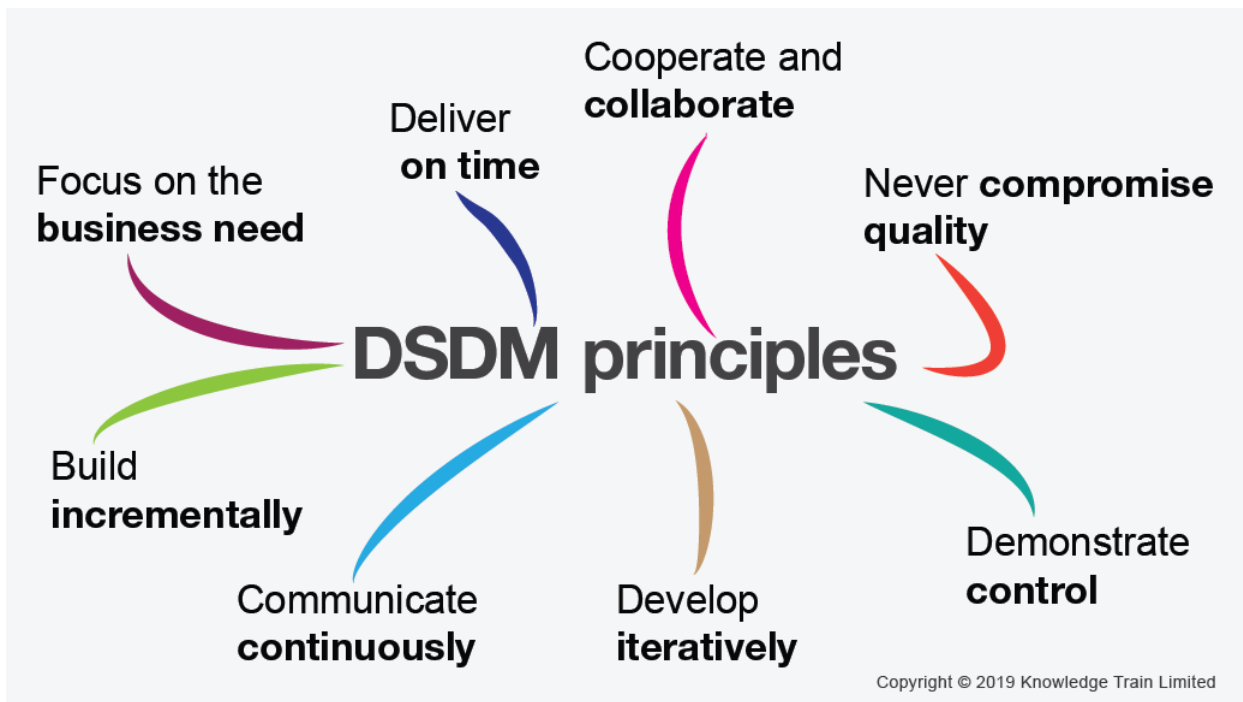 Cooperate and
collaborate
Deliver
on time
Focus on the
business need
Never compromise
quality
DSDM principles
Build
incrementally
Communicate
continuously
Develop
iteratively
Demonstrate
control
Copyright © 2019 Knowledge Train Limited